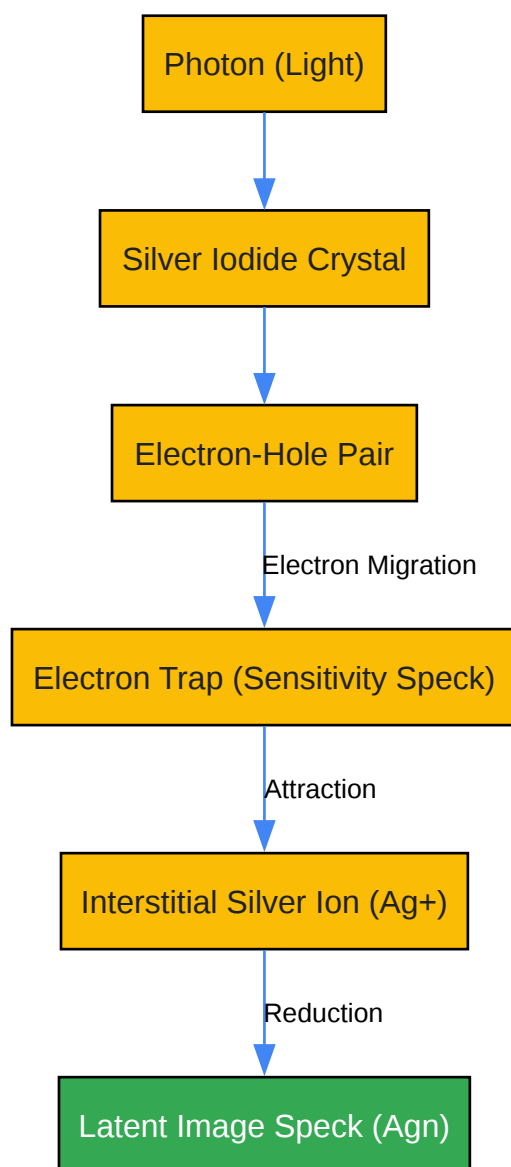 Photon (Light)
Silver Iodide Crystal
Electron-Hole Pair
Electron Migration
Electron Trap (Sensitivity Speck)
Attraction
Interstitial Silver Ion (Ag+)
Reduction
Latent Image Speck (Agn)